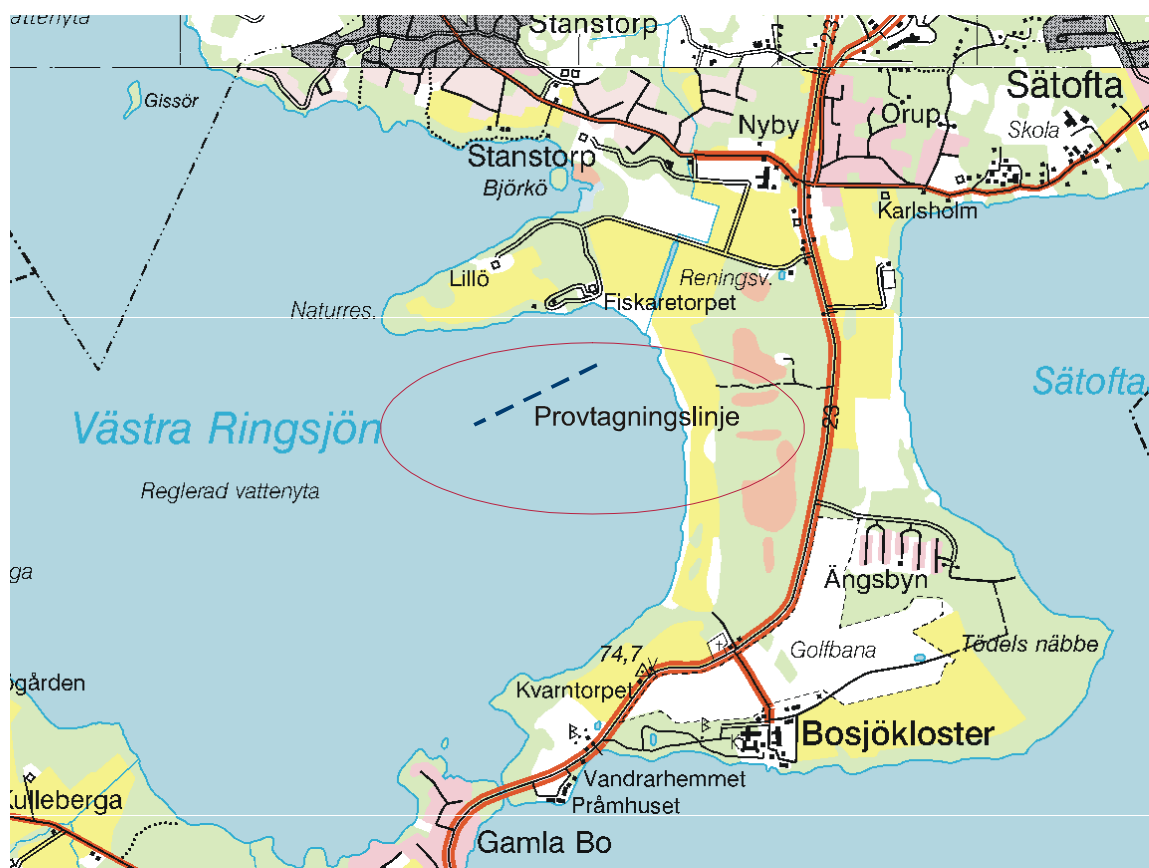 Stanstorp
23
Gissör
Sätofta
Nyby
Orup
Skola
Stanstorp
Björkö
Karlsholm
Lillö
Reningsv.
Fiskaretorpet
Naturres.
Sätofta
Västra Ringsjön
Provtagningslinje
23
Reglerad vattenyta
ga
Ängsbyn
74,7
Golfbana
Tödels näbbe
ögården
Kvarntorpet
Bosjökloster
Vandrarhemmet
Kulleberga
Pråmhuset
Gamla Bo